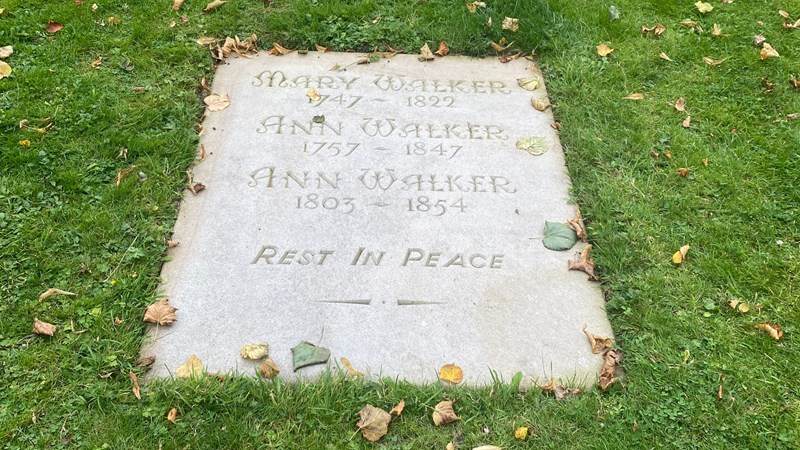 Mary Walker
1747 - 1822
Ann Walker
1757 - 1847
Ann Walker
1803 - 1854
Rest In Peace